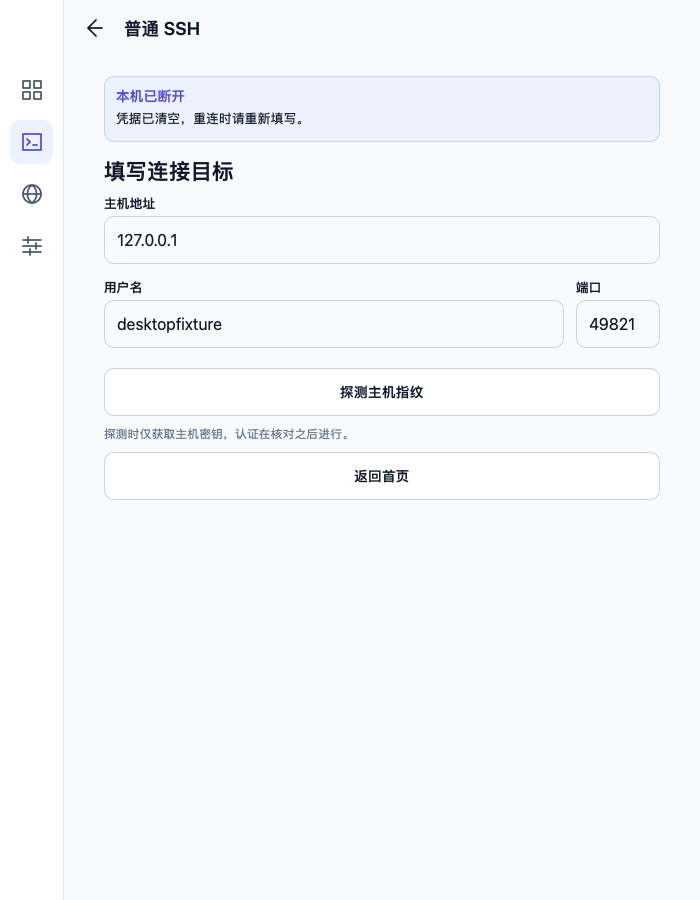 普通 SSH
本机已断开
凭据已清空，重连时请重新填写。
填写连接目标
主机地址
127.0.0.1
用户名
端口
desktopfixture
49821
探测主机指纹
探测时仅获取主机密钥，认证在核对之后进行。
返回首页